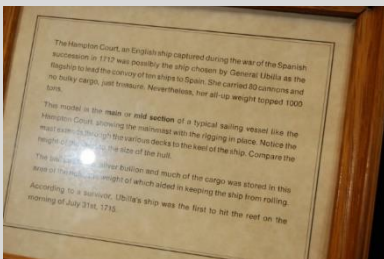 The Hampton Court, an English ship captured during the war of the Spanish
succession in 1712 was possibly the ship chosen by General Ubilla as the
flagship to lead the convoy of ten ships to Spain. She carried 80 cannons and
no bulky cargo, just treasure. Nevertheless, her all-up weight topped 1000
tons.
This model is the main or mid section of a typical sailing vessel like the
Hampton Court, showing the mainmast with the rigging in place. Notice the
mast extends through the various decks to the keel of the ship. Compare the
height of the to the size of the hull.
The silver bullion and much of the cargo was stored in this
area of the weight of which aided in keeping the ship from rolling.
According to a survivor, Ubilla's ship was the first to hit the reef on the
morning of July 31st, 1715.